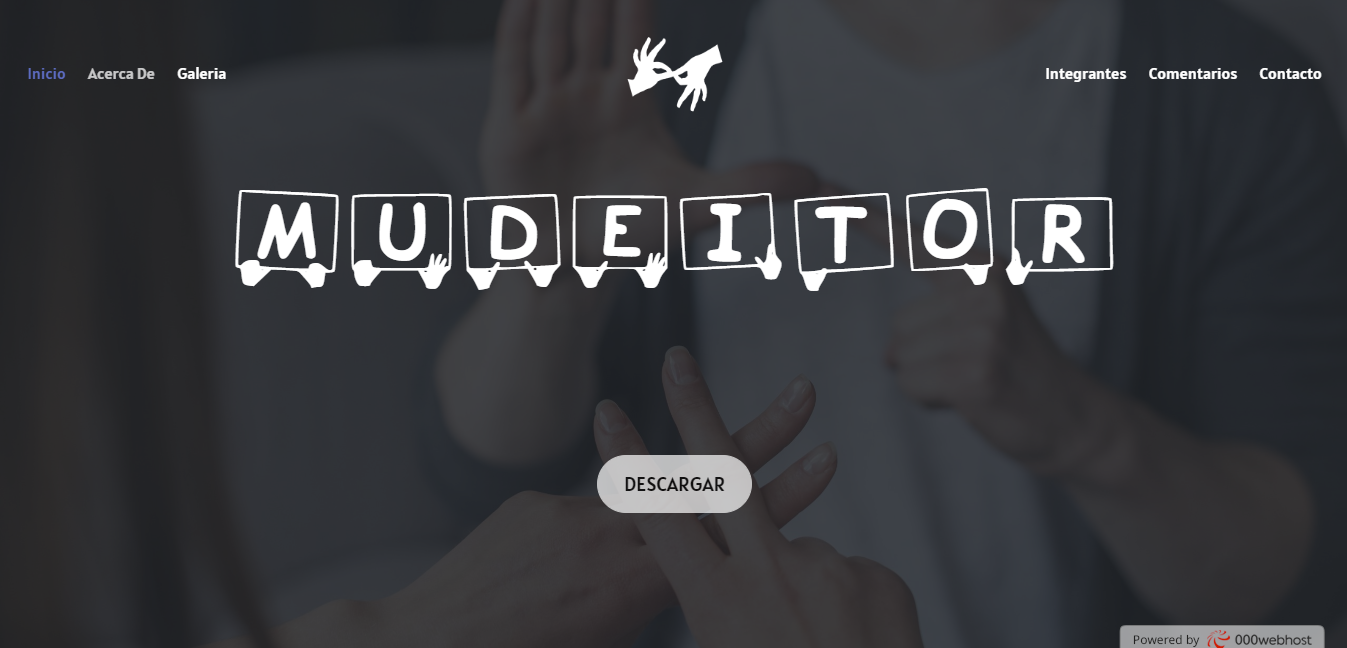 Inicio Acerca De Galeria Integrantes Comentarios Contacto
MUDEITOR
DESCARGAR
Powered by 000webhost